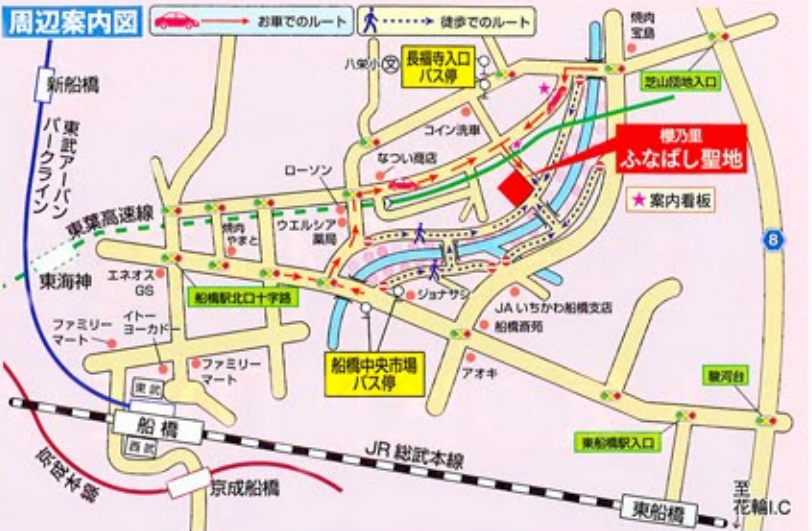 周辺案内図
お車でのルート
徒歩でのルート
焼肉
宝島
新船橋
八栄小
文
長福寺入口
バス停
芝山団地入口
東武アーバン
パークライン
コイン洗車
なつい商店
櫻乃里
ふなばし聖地
ローソン
★案内看板
東葉高速線
焼肉
やまと
ウエルシア
薬局
8
東海神
エネオス
GS
船橋駅北口十字路
ジョナサン
JAいちかわ船橋支店
船橋斎苑
ファミリー
マート
イトー
ヨーカドー
ファミリー
マート
船橋中央市場
バス停
アオキ
駿河台
東武
船橋
西武
東船橋駅入口
JR総武本線
京成本線
京成船橋
東船橋
至
花輪I.C